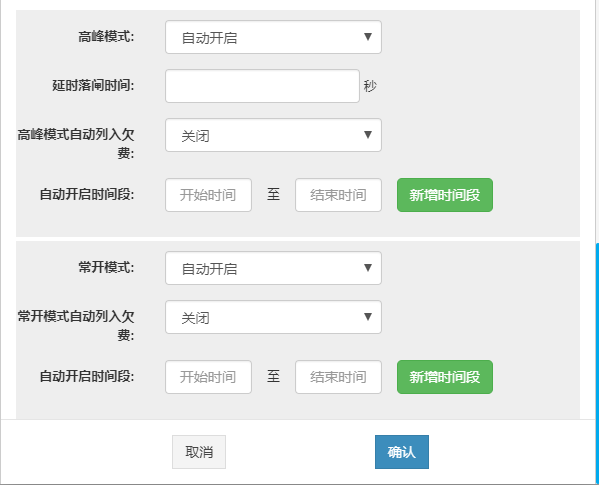 高峰模式: 自动开启
延时落闸时间: 秒
高峰模式自动列入欠
费: 关闭
自动开启时间段: 开始时间 至 结束时间 新增时间段
常开模式: 自动开启
常开模式自动列入欠
费: 关闭
自动开启时间段: 开始时间 至 结束时间 新增时间段
取消 确认